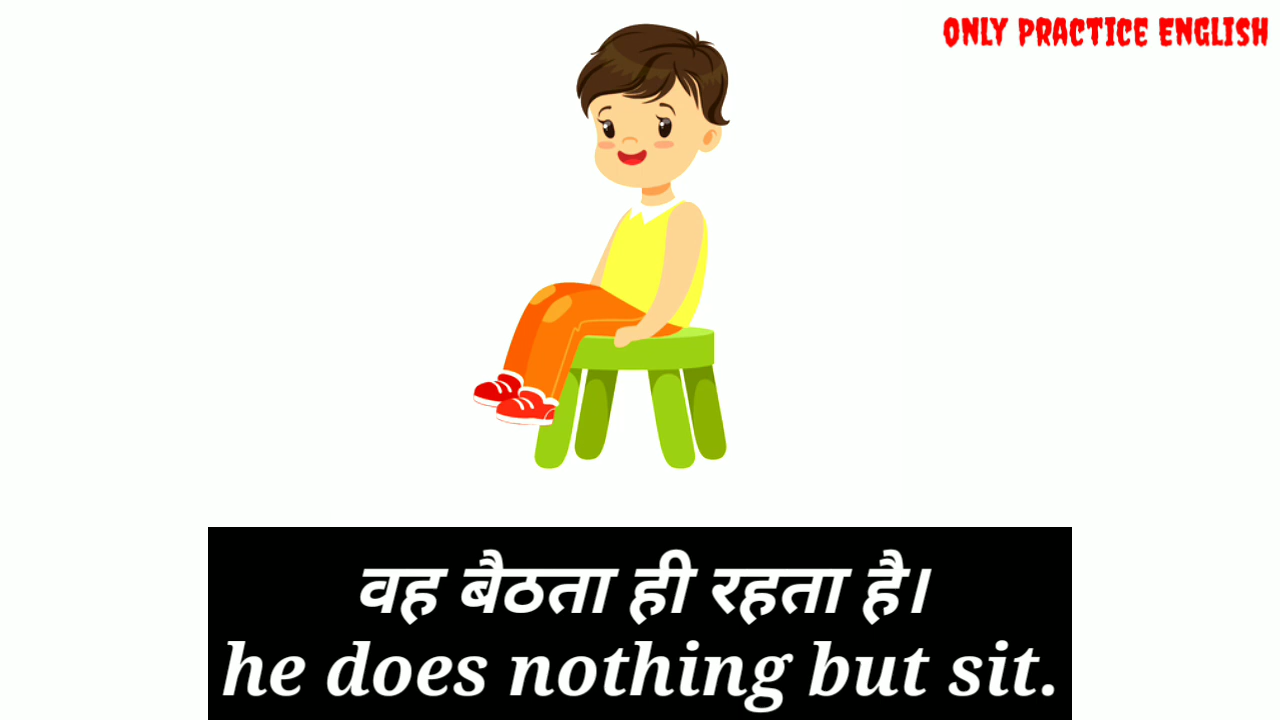 ONLY PRACTICE ENGLISH
वह बैठता ही रहता है।
he does nothing but sit.